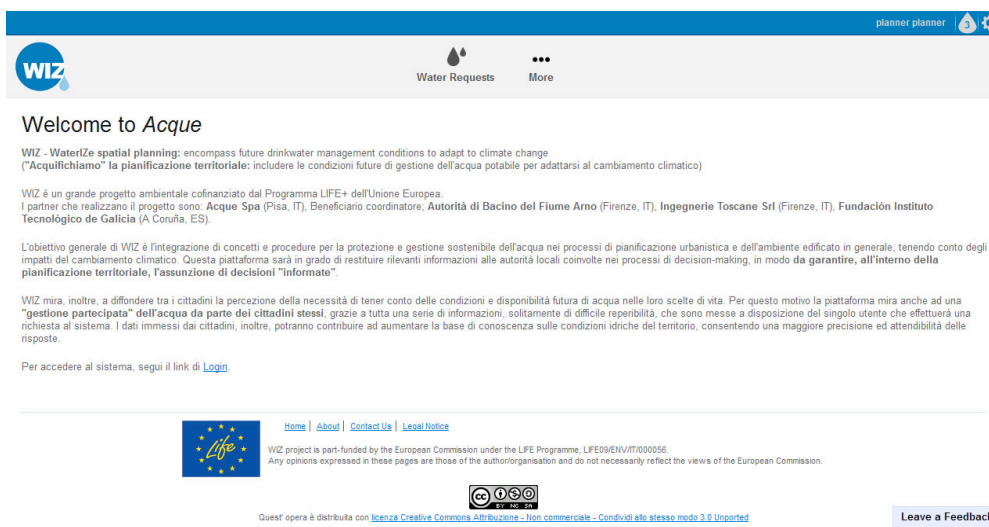 planner planner
3
WIZ
Water Requests
More
Welcome to Acque
WIZ - WaterIZe spatial planning: encompass future drinkwater management conditions to adapt to climate change
("Acquifichiamo" la pianificazione territoriale: includere le condizioni future di gestione dell'acqua potabile per adattarsi al cambiamento climatico)
WIZ é un grande progetto ambientale cofinanziato dal Programma LIFE+ dell'Unione Europea.
I partner che realizzano il progetto sono: Acque Spa (Pisa, IT), Beneficiario coordinatore; Autorità di Bacino del Fiume Arno (Firenze, IT), Ingegnerie Toscane Srl (Firenze, IT), Fundación Instituto
Tecnológico de Galicia (A Coruña, ES).
L'obiettivo generale di WIZ é l'integrazione di concetti e procedure per la protezione e gestione sostenibile dell'acqua nei processi di pianificazione urbanistica e dell'ambiente edificato in generale, tenendo conto degli
impatti del cambiamento climatico. Questa piattaforma sarà in grado di restituire rilevanti informazioni alle autorità locali coinvolte nei processi di decision-making, in modo da garantire, all'interno della
pianificazione territoriale, l'assunzione di decisioni "informate".
WIZ mira, inoltre, a diffondere tra i cittadini la percezione della necessità di tener conto delle condizioni e disponibilità futura di acqua nelle loro scelte di vita. Per questo motivo la piattaforma mira anche ad una
"gestione partecipata" dell'acqua da parte dei cittadini stessi, grazie a tutta una serie di informazioni, solitamente di difficile reperibilità, che sono messe a disposizione del singolo utente che effettuerà una
richiesta al sistema. I dati immessi dai cittadini, inoltre, potranno contribuire ad aumentare la base di conoscenza sulle condizioni idriche del territorio, consentendo una maggiore precisione ed attendibilità delle
risposte.
Per accedere al sistema, segui il link di Login.
Life
Home | About | Contact Us | Legal Notice
WIZ project is part-funded by the European Commission under the LIFE Programme, LIFE09/ENV/IT/000056.
Any opinions expressed in these pages are those of the author/organisation and do not necessarily reflect the views of the European Commission.
cc
BY NC SA
Quest' opera è distribuita con licenza Creative Commons Attribuzione - Non commerciale - Condividi allo stesso modo 3.0 Unported
Leave a Feedback